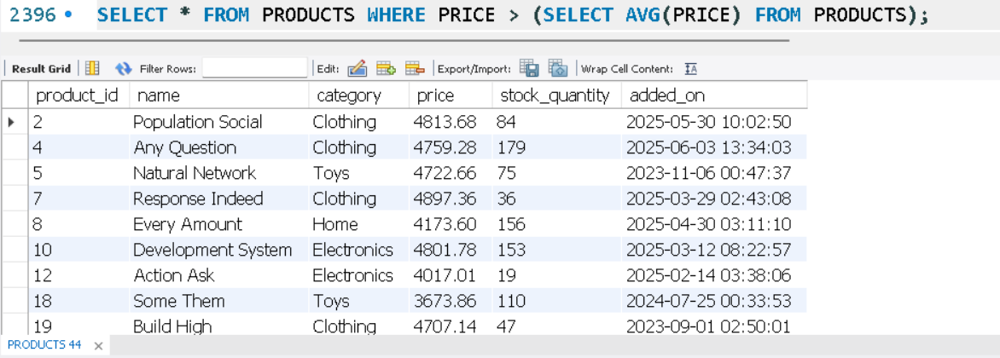 2396 SELECT * FROM PRODUCTS WHERE PRICE > (SELECT AVG(PRICE) FROM PRODUCTS);
Result Grid Filter Rows: Edit: Export/Import: Wrap Cell Content: IA
product_id name category price stock_quantity added_on
2 Population Social Clothing 4813.68 84 2025-05-30 10:02:50
4 Any Question Clothing 4759.28 179 2025-06-03 13:34:03
5 Natural Network Toys 4722.66 75 2023-11-06 00:47:37
7 Response Indeed Clothing 4897.36 36 2025-03-29 02:43:08
8 Every Amount Home 4173.60 156 2025-04-30 03:11:10
10 Development System Electronics 4801.78 153 2025-03-12 08:22:57
12 Action Ask Electronics 4017.01 19 2025-02-14 03:38:06
18 Some Them Toys 3673.86 110 2024-07-25 00:33:53
19 Build High Clothing 4707.14 47 2023-09-01 02:50:01
PRODUCTS 44